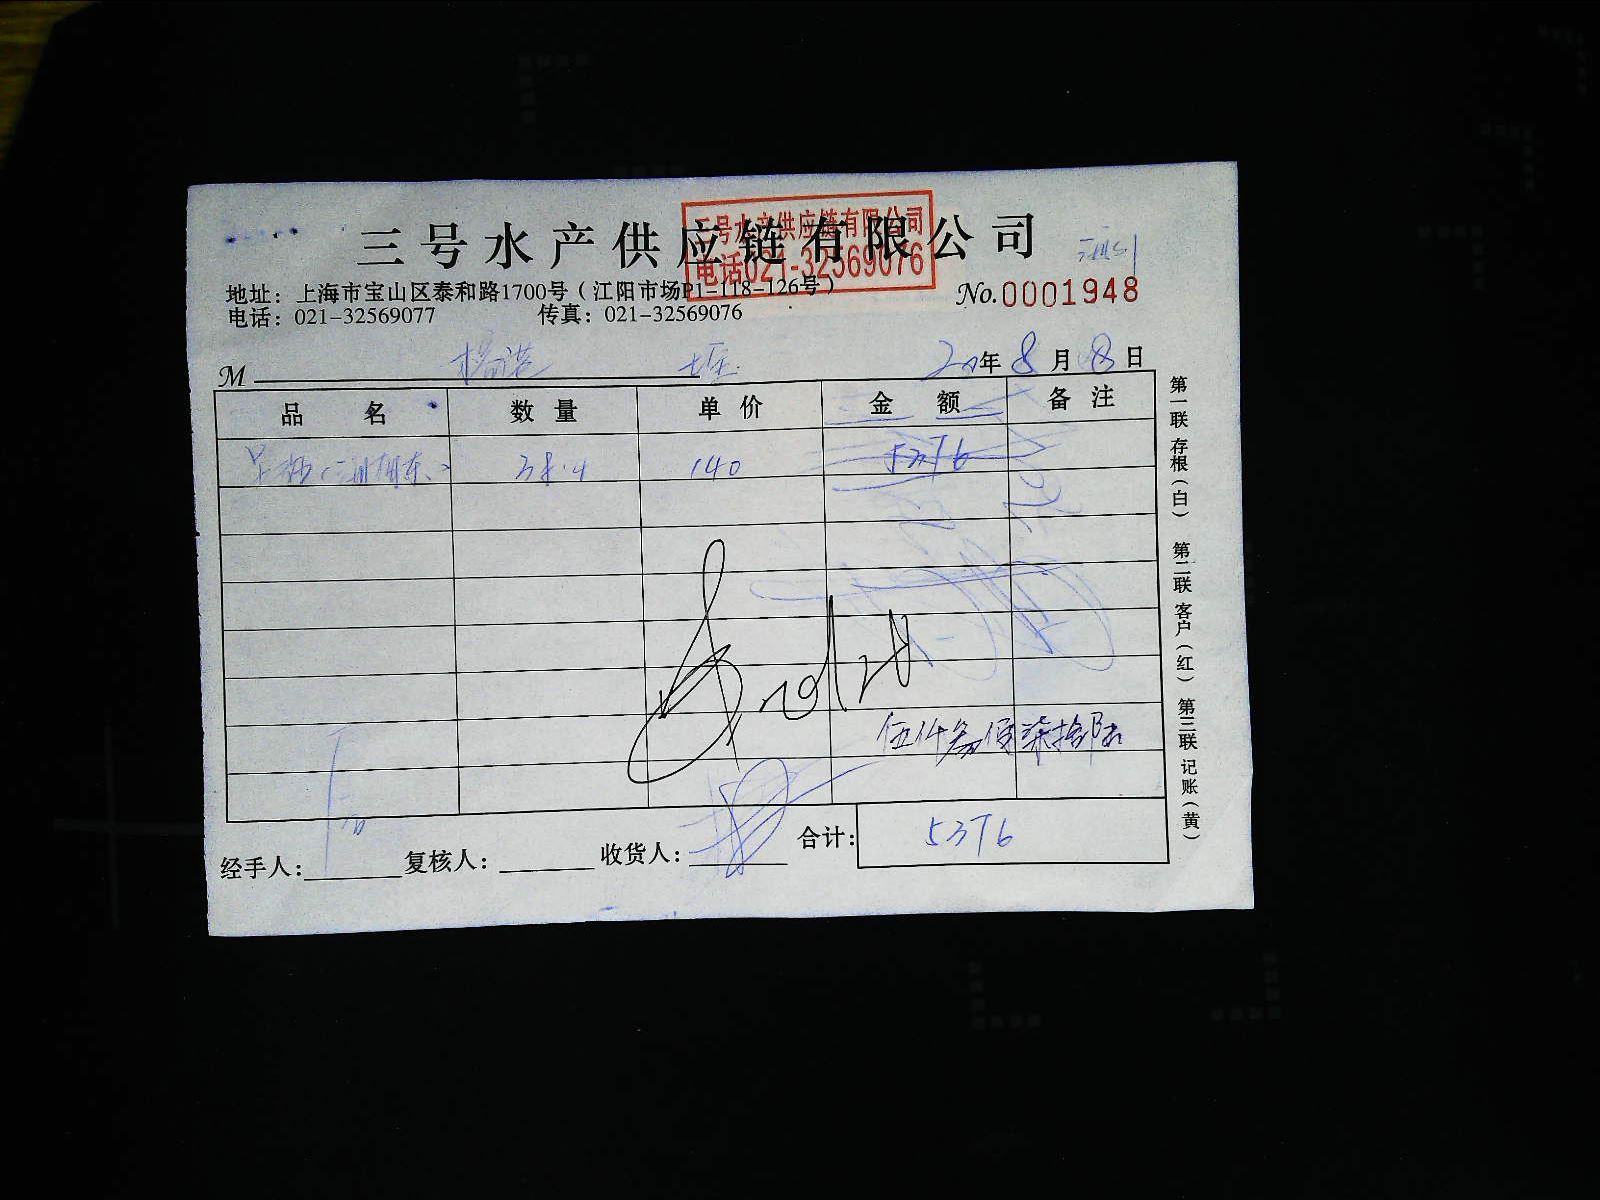 三号水产供应链有限公司
三号水产供应链有限公司
电话021-32569076
地址：上海市宝山区泰和路1700号（江阳市场P1-118-126号）
No.0001948
电话：021-32569077 传真：021-32569076
M 杨港
20年 8 月 8 日
品 名 数 量 单 价 金 额 备 注
38.4 140 5376
伍仟叁佰柒拾陆
经手人： 复核人： 收货人： 合计： 5376
第一联 存根（白） 第二联 客户（红） 第三联 记账（黄）